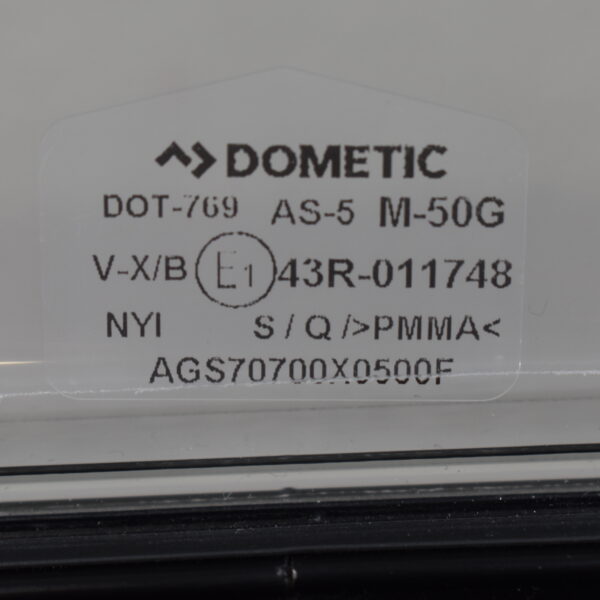 DOMETIC
DOT-769 AS-5 M-50G
V-X/B E1 43R-011748
NYI S / Q />PMMA<
AGS70700X0500F